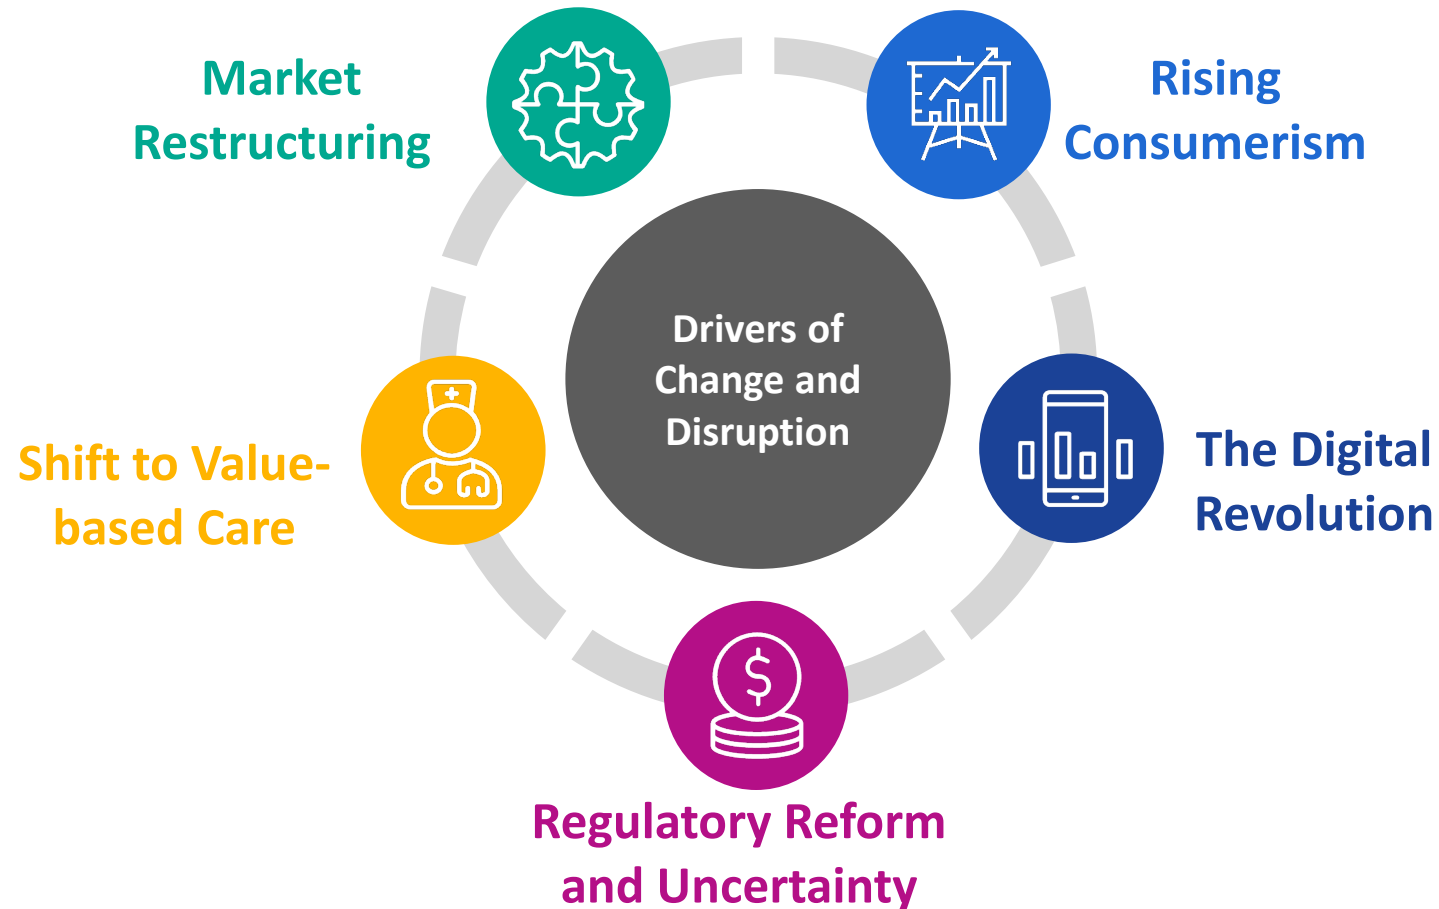 Market
Restructuring
Rising
Consumerism
Drivers of
Change and
Disruption
Shift to Value-
based Care
The Digital
Revolution
$
Regulatory Reform
and Uncertainty